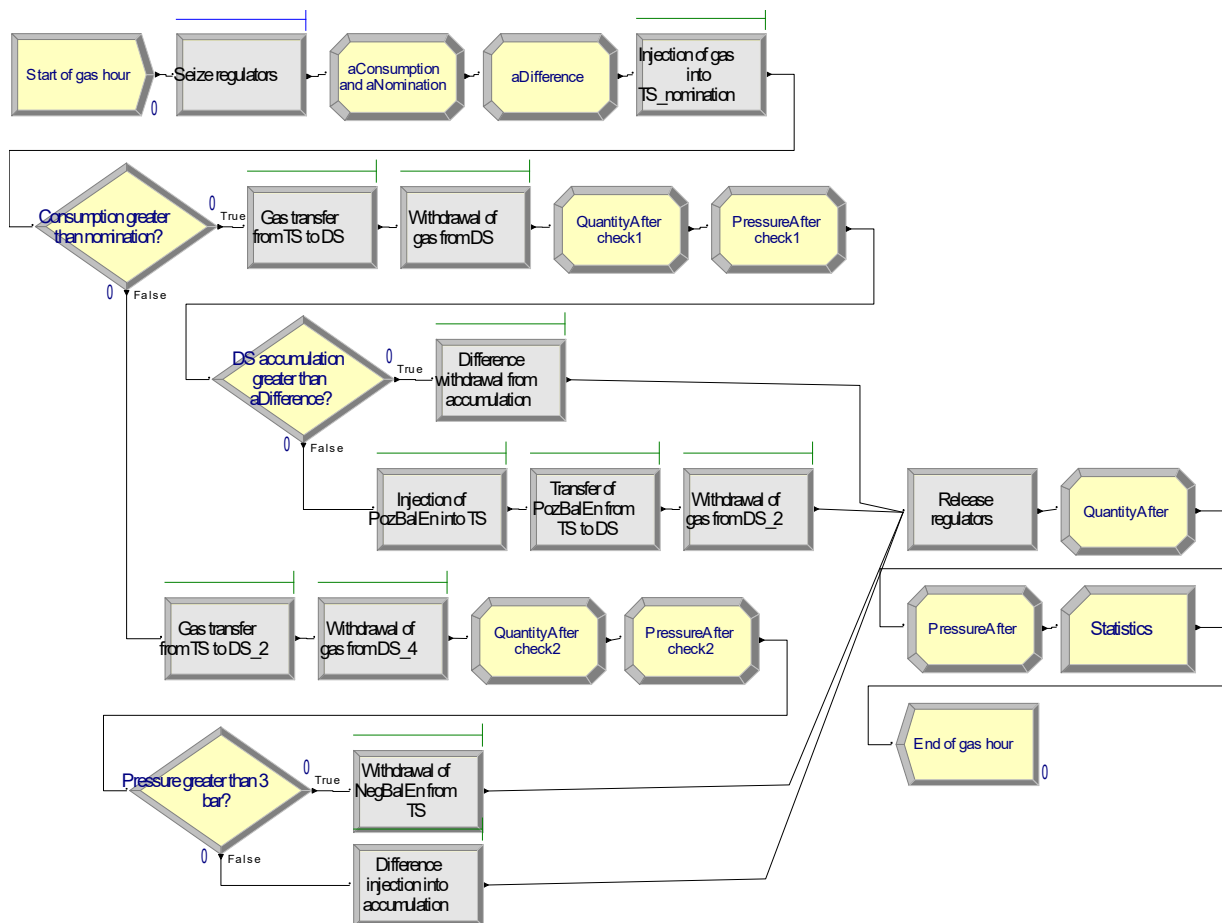 Start of gas hour
0
Seize regulators
aConsumption
and aNomination
aDifference
Injection of gas
into
TS_nomination
Consumption greater
than nomination?
0
True
0
False
Gas transfer
from TS to DS
Withdrawal of
gas from DS
QuantityAfter
check1
PressureAfter
check1
DS accumulation
greater than
aDifference?
0
True
0
False
Difference
withdrawal from
accumulation
Injection of
PozBalEn into TS
Transfer of
PozBalEn from
TS to DS
Withdrawal of
gas from DS_2
Release
regulators
QuantityAfter
Gas transfer
from TS to DS_2
Withdrawal of
gas from DS_4
QuantityAfter
check2
PressureAfter
check2
PressureAfter
Statistics
End of gas hour
0
Pressure greater than 3
bar?
0
True
0
False
Withdrawal of
NegBalEn from
TS
Difference
injection into
accumulation